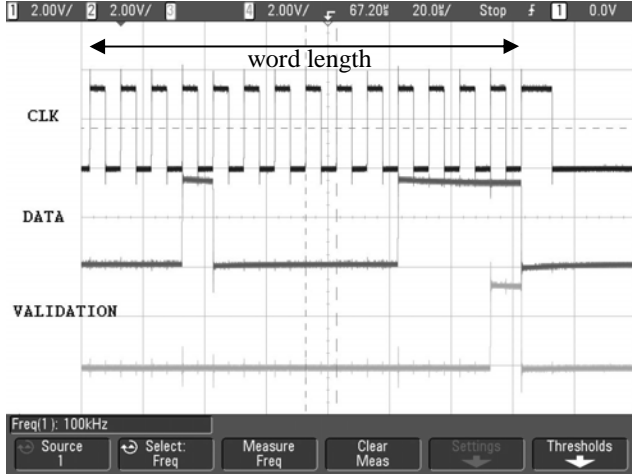 1 2.00V/ 2 2.00V/ 3 4 2.00V/ 67.20 20.0 / Stop 1 0.0V
word length
CLK
DATA
VALIDATION
Freq(1): 100kHz
Source Select: Measure Clear Settings Thresholds
1 Freq Freq Meas